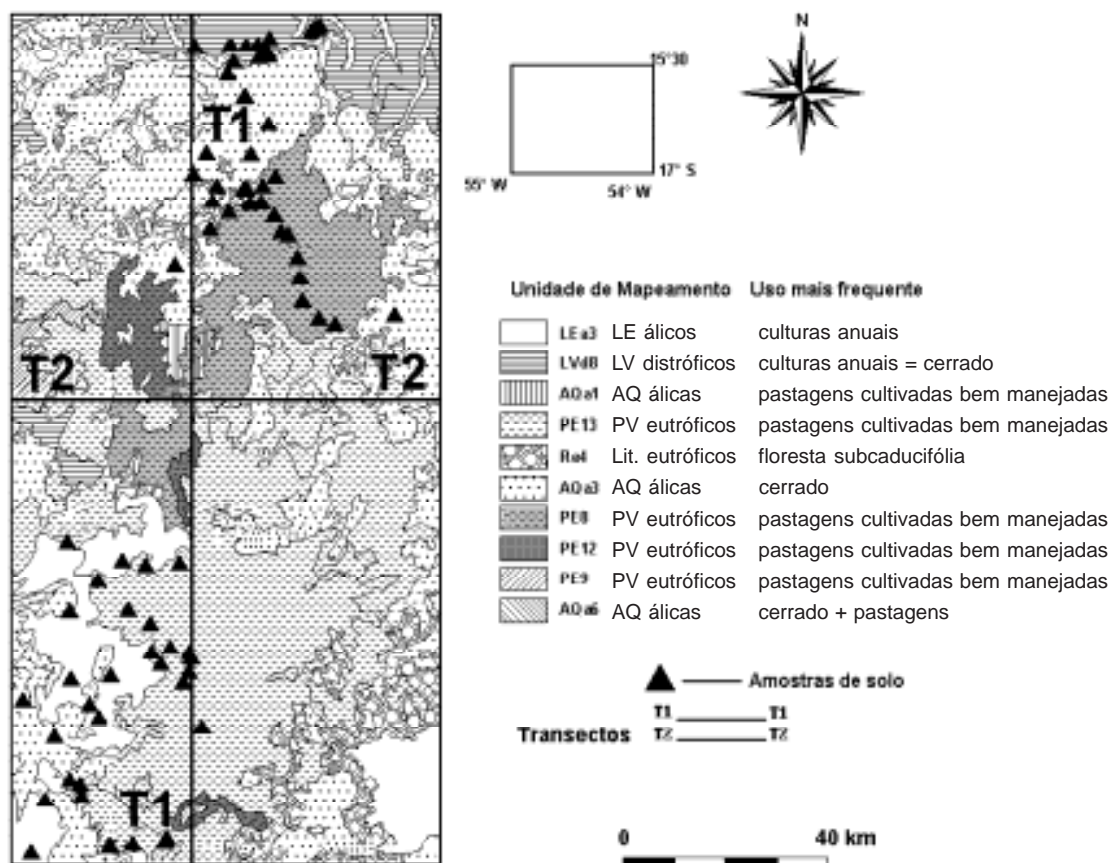 T1
T2 T2
T1
N
15°30
55° W 54° W 17° S
Unidade de Mapeamento Uso mais frequente
LEa3 LE álicos culturas anuais
LVd8 LV distróficos culturas anuais = cerrado
AQa1 AQ álicas pastagens cultivadas bem manejadas
PE13 PV eutróficos pastagens cultivadas bem manejadas
Re4 Lit. eutróficos floresta subcaducifólia
AQa3 AQ álicas cerrado
PE8 PV eutróficos pastagens cultivadas bem manejadas
PE12 PV eutróficos pastagens cultivadas bem manejadas
PE9 PV eutróficos pastagens cultivadas bem manejadas
AQa6 AQ álicas cerrado + pastagens
Amostras de solo
T1 T1
Transectos T2 T2
0 40 km